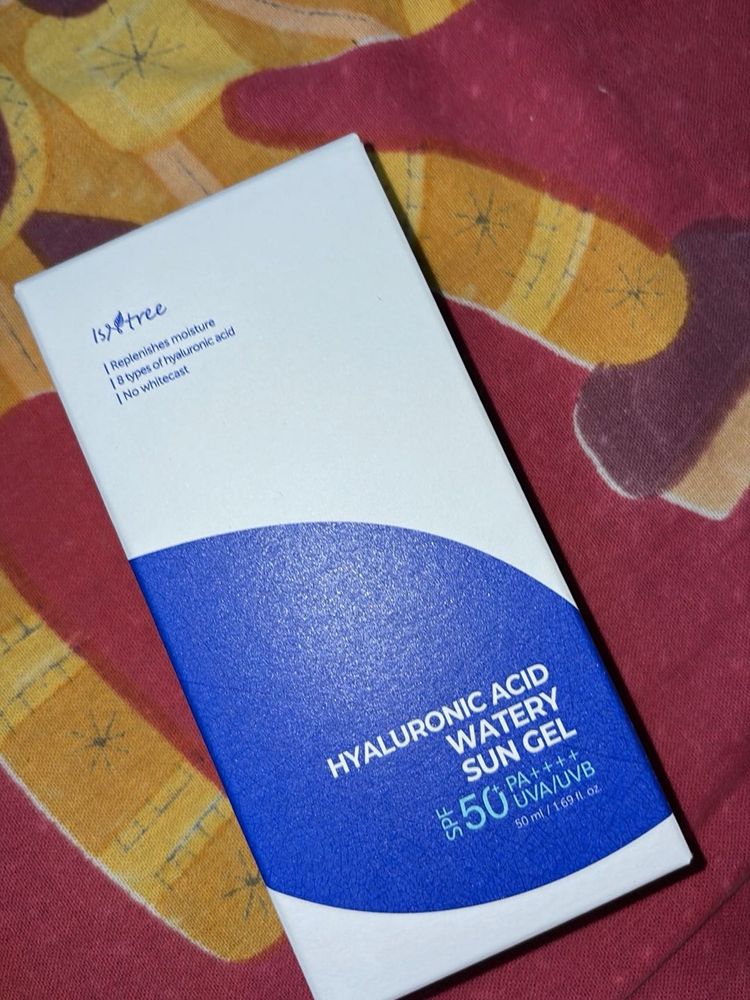 Isntree
| Replenishes moisture
| 8 types of hyaluronic acid
| No whitecast
HYALURONIC ACID
WATERY
SUN GEL
SPF 50+ PA++++
UVA/UVB
50 ml / 1.69 fl. oz.